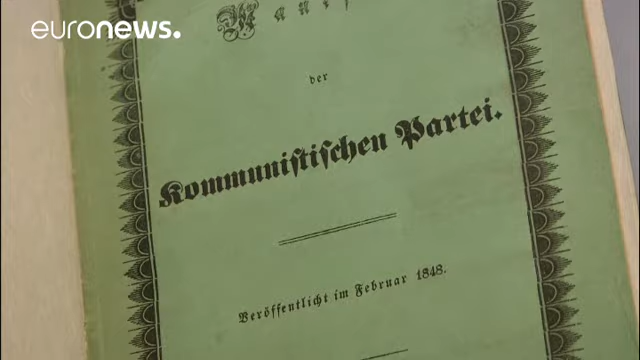 euronews.
der
Kommuniſtiſchen Partei.
Veröffentlicht im Februar 1848.